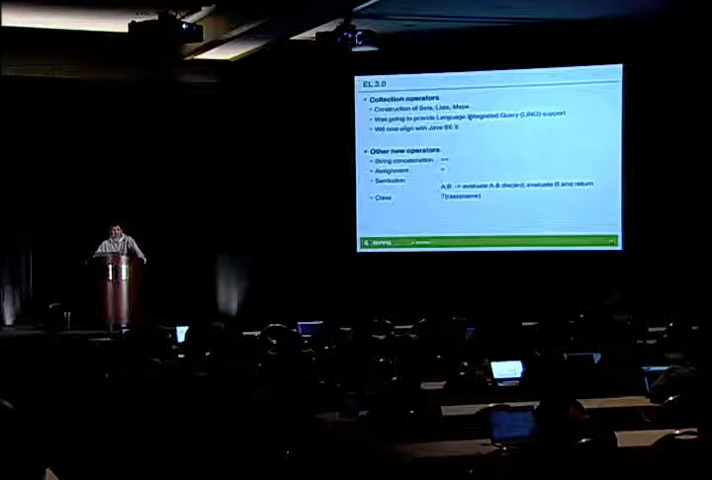 EL 3.0
• Collection operators
• Construction of Sets, Lists, Maps
• Was going to provide Language Integrated Query (LINQ) support
• Will now align with Java SE 8
• Other new operators
• String concatenation
• Assignment =
• Semicolon
A;B -> evaluate A & discard, evaluate B and return
• Class T(classname)
spring